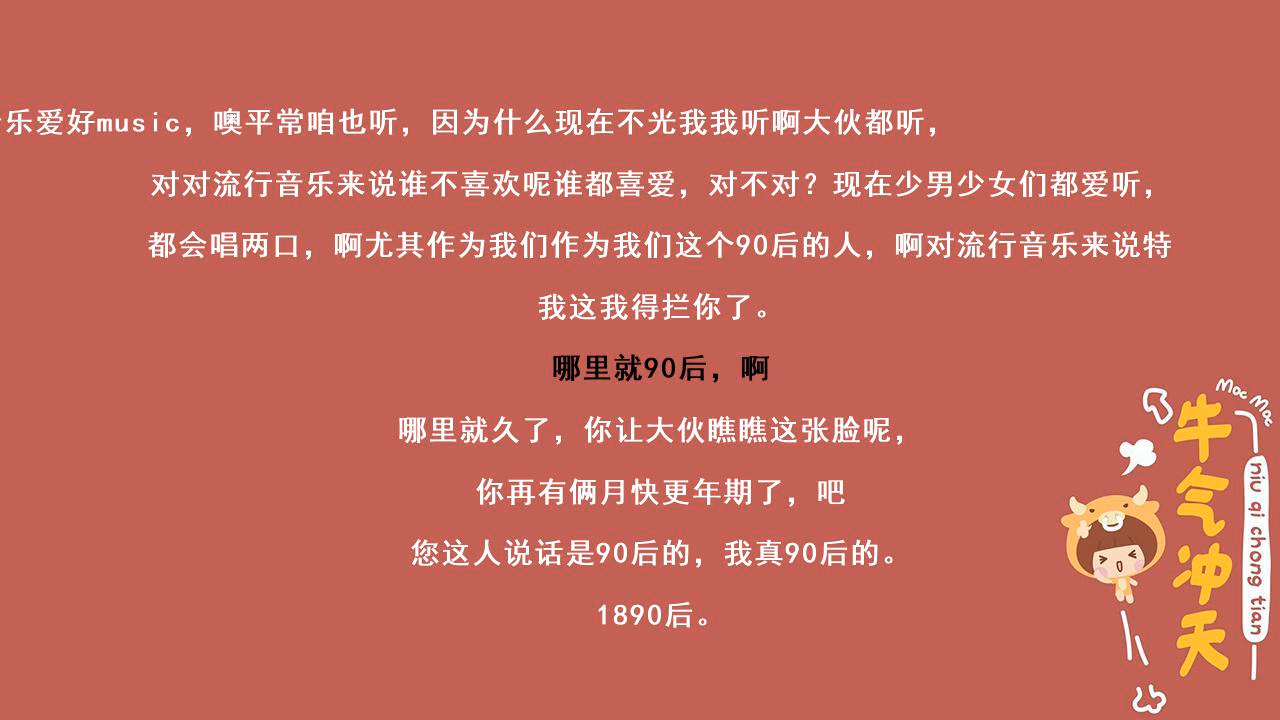 乐爱好music，噢平常咱也听，因为什么现在不光我我听啊大伙都听，
对对流行音乐来说谁不喜欢呢谁都喜爱，对不对？现在少男少女们都爱听，
都会唱两口，啊尤其作为我们作为我们这个90后的人，啊对流行音乐来说特
我这我得拦你了。
哪里就90后，啊
哪里就久了，你让大伙瞧瞧这张脸呢，
你再有俩月快更年期了，吧
您这人说话是90后的，我真90后的。
1890后。
Moc Moc
牛气冲天
niu qi chong tian